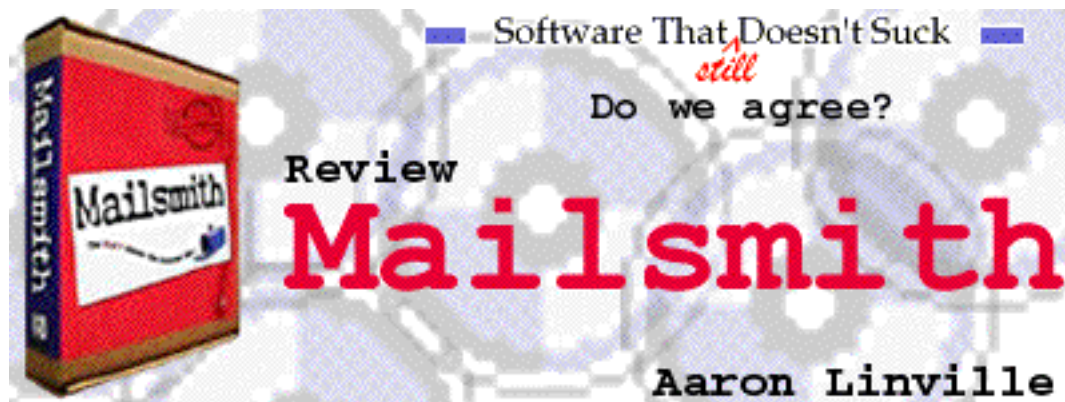 Software That Doesn't Suck
still
Do we agree?
Review
Mailsmith
Aaron Linville
Mailsmith
Mailsmith